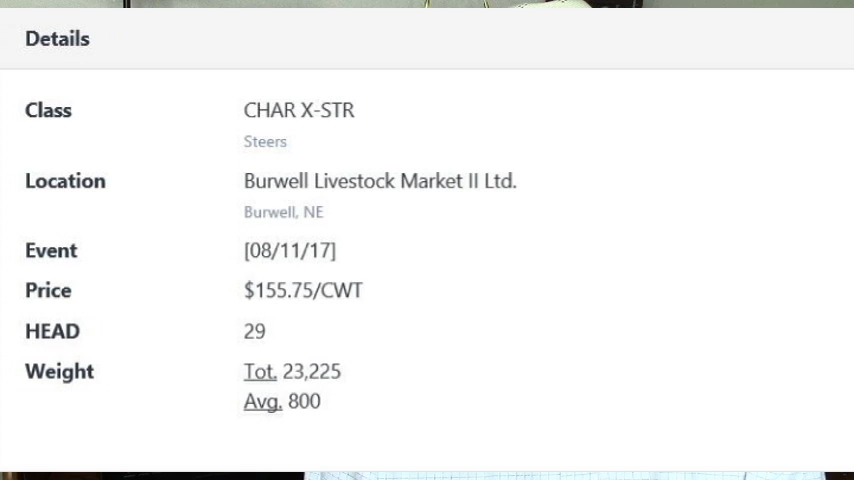 Details
Class CHAR X-STR
Steers
Location Burwell Livestock Market II Ltd.
Burwell, NE
Event [08/11/17]
Price $155.75/CWT
HEAD 29
Weight Tot. 23,225
Avg. 800